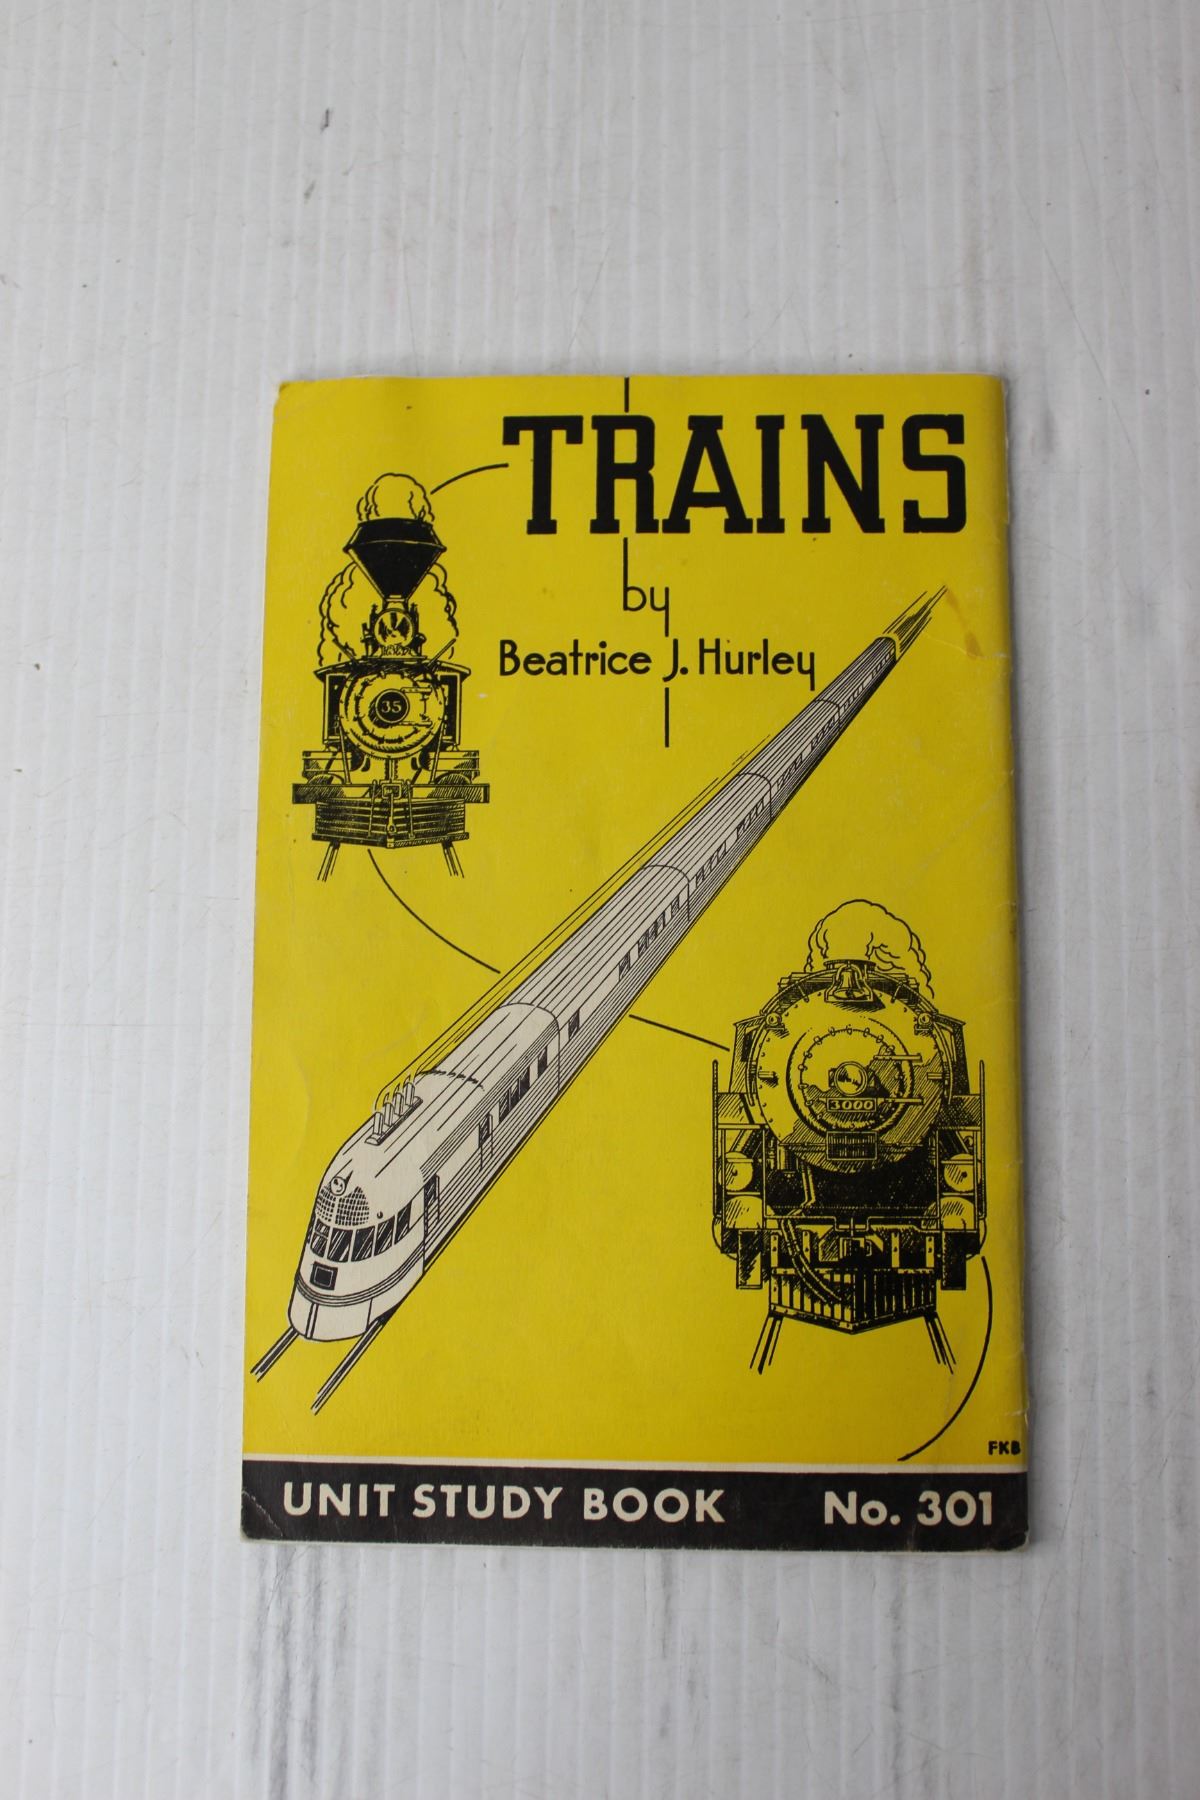 TRAINS
by
Beatrice J. Hurley
35
3000
FKB
UNIT STUDY BOOK No. 301